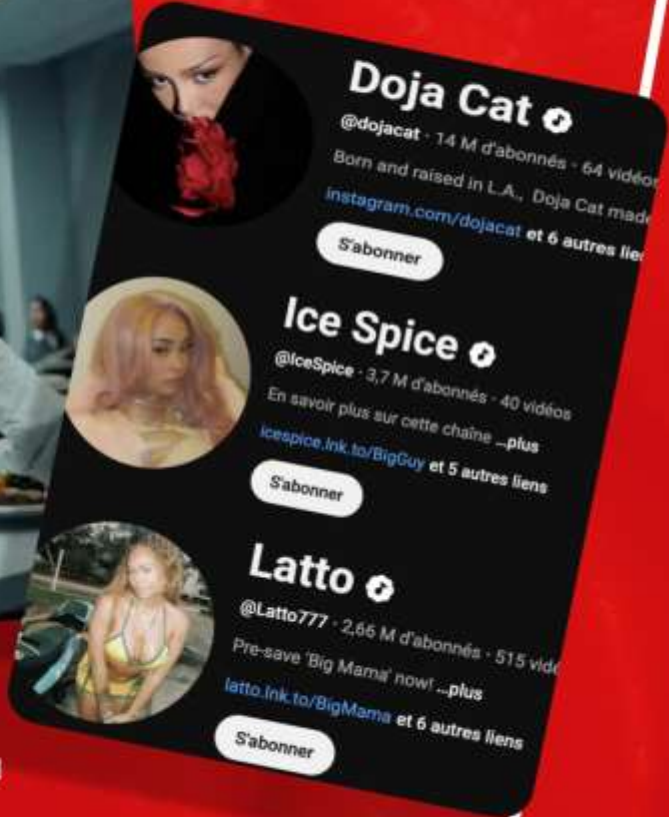 Doja Cat
@dojacat · 14 M d'abonnés · 64 vidéos
Born and raised in L.A., Doja Cat made
instagram.com/dojacat et 6 autres lie
S'abonner
Ice Spice
@IceSpice · 3,7 M d'abonnés · 40 vidéos
En savoir plus sur cette chaîne ...plus
icespice.lnk.to/BigGuy et 5 autres liens
S'abonner
Latto
@Latto777 · 2,66 M d'abonnés · 515 vidé
Pre-save 'Big Mama' now! ...plus
latto.lnk.to/BigMama et 6 autres liens
S'abonner